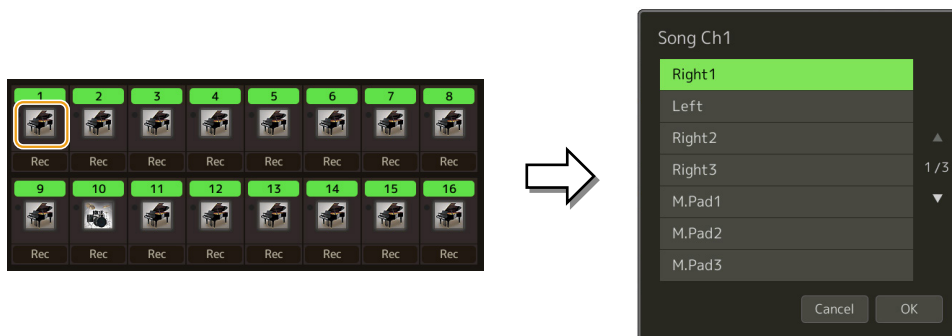 1 2 3 4 5 6 7 8
Rec Rec Rec Rec Rec Rec Rec Rec
9 10 11 12 13 14 15 16
Rec Rec Rec Rec Rec Rec Rec Rec
Song Ch1
Right1
Left
Right2
Right3
1/3
M.Pad1
M.Pad2
M.Pad3
Cancel OK